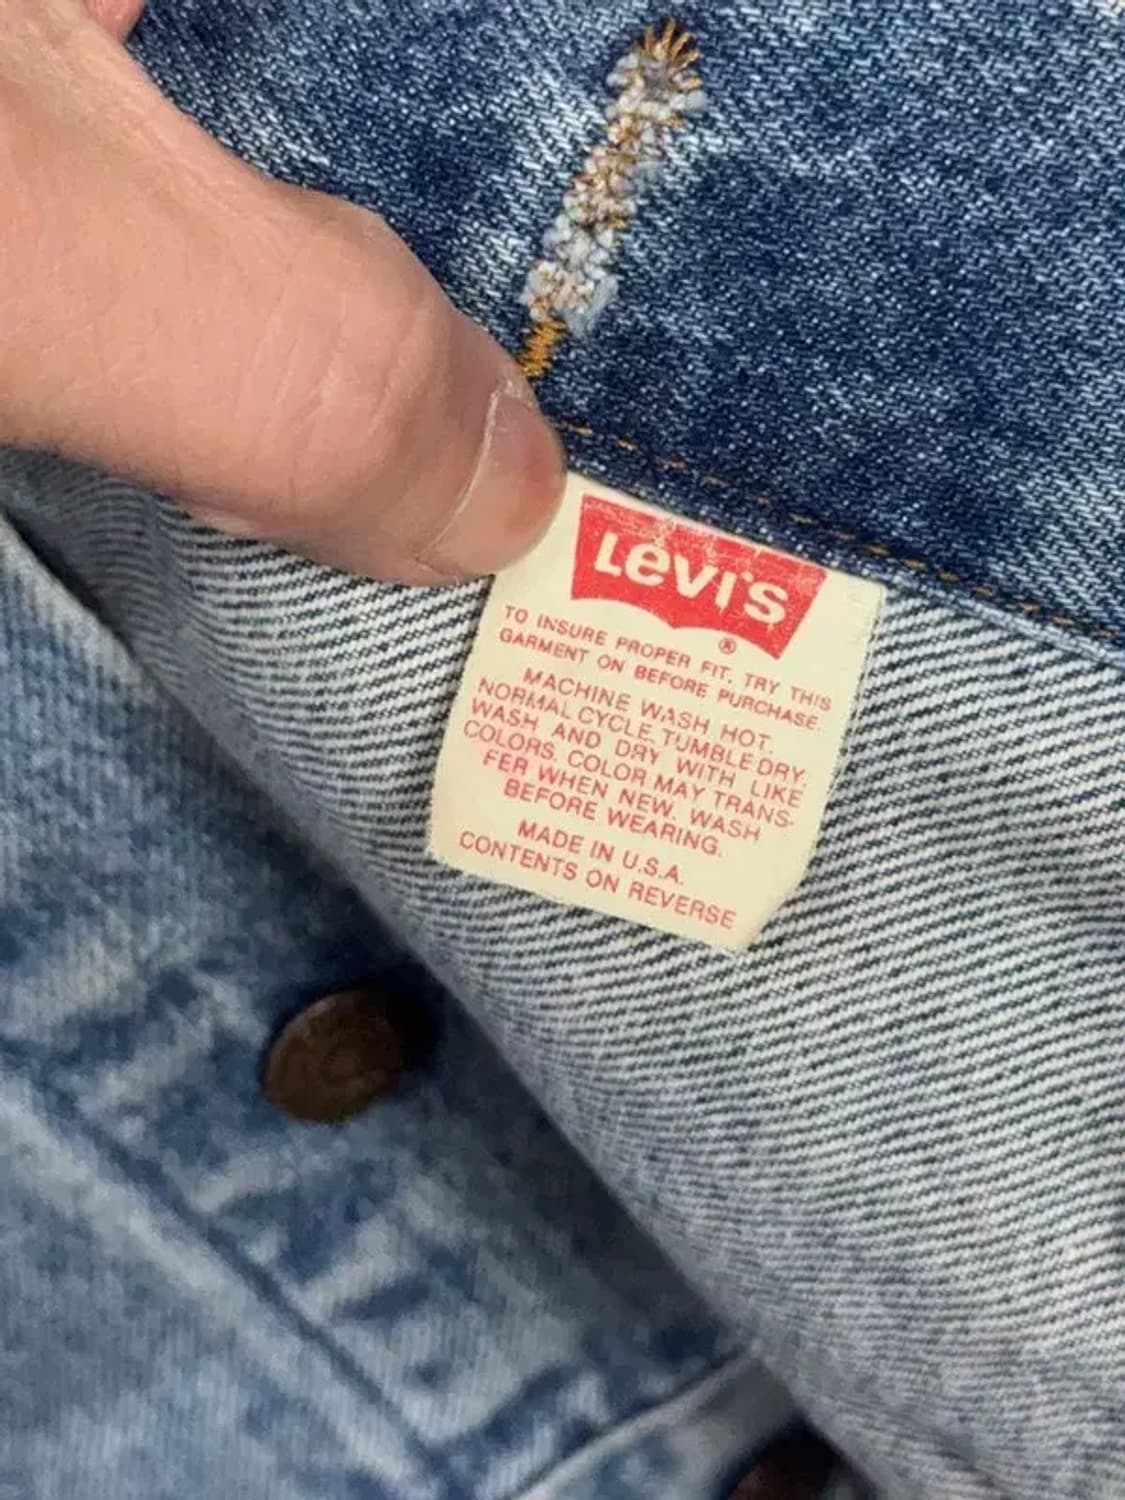 Levi's
®
TO INSURE PROPER FIT, TRY THIS
GARMENT ON BEFORE PURCHASE.
MACHINE WASH HOT.
NORMAL CYCLE. TUMBLE DRY.
WASH AND DRY WITH LIKE
COLORS. COLOR MAY TRANS-
FER WHEN NEW. WASH
BEFORE WEARING.
MADE IN U.S.A.
CONTENTS ON REVERSE